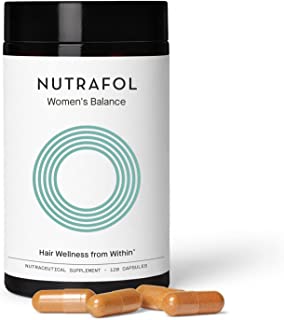 NUTRAFOL
Women's Balance
Hair Wellness from Within*
NUTRACEUTICAL SUPPLEMENT · 120 CAPSULES